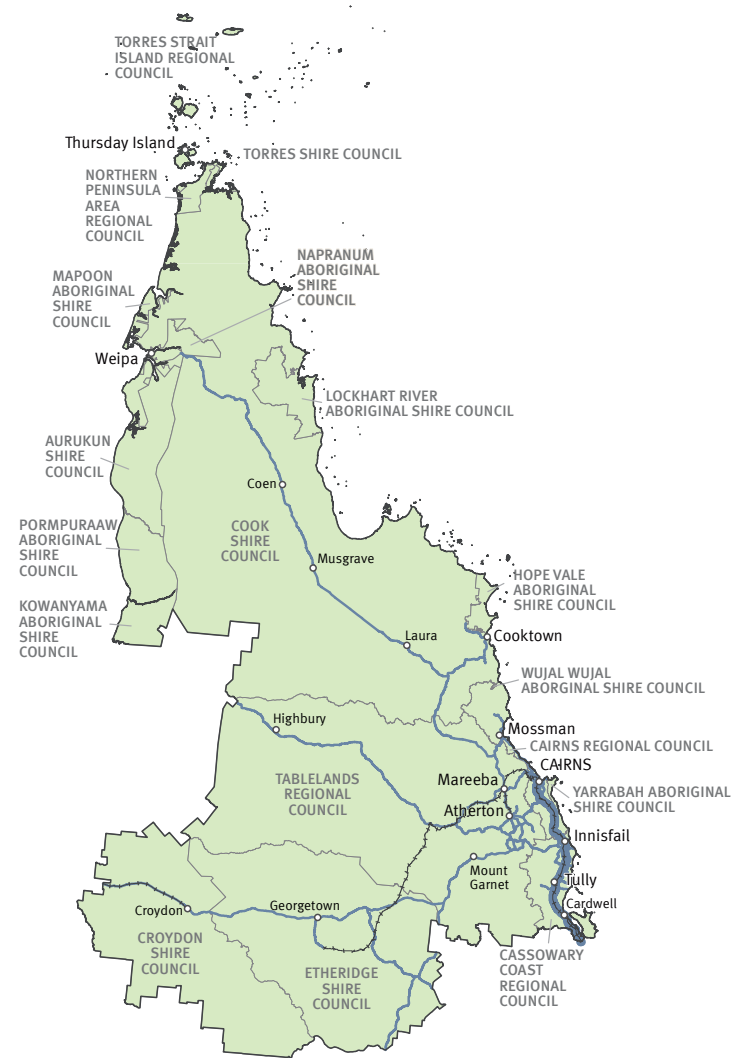 TORRES STRAIT
ISLAND REGIONAL
COUNCIL
Thursday Island
TORRES SHIRE COUNCIL
NORTHERN
PENINSULA
AREA
REGIONAL
COUNCIL
NAPRANUM
ABORIGINAL
SHIRE
COUNCIL
MAPOON
ABORIGINAL
SHIRE
COUNCIL
Weipa
LOCKHART RIVER
ABORIGINAL SHIRE COUNCIL
AURUKUN
SHIRE
COUNCIL
Coen
PORMPURAAW
ABORIGINAL
SHIRE
COUNCIL
COOK
SHIRE
COUNCIL
Musgrave
HOPE VALE
ABORIGINAL
SHIRE COUNCIL
KOWANYAMA
ABORIGINAL
SHIRE
COUNCIL
Laura
Cooktown
WUJAL WUJAL
ABORGINAL SHIRE COUNCIL
Highbury
Mossman
CAIRNS REGIONAL COUNCIL
CAIRNS
TABLELANDS
REGIONAL
COUNCIL
Mareeba
YARRABAH ABORIGINAL
SHIRE COUNCIL
Atherton
Innisfail
Mount
Garnet
Tully
Cardwell
Croydon
Georgetown
CROYDON
SHIRE
COUNCIL
ETHERIDGE
SHIRE
COUNCIL
CASSOWARY
COAST
REGIONAL
COUNCIL